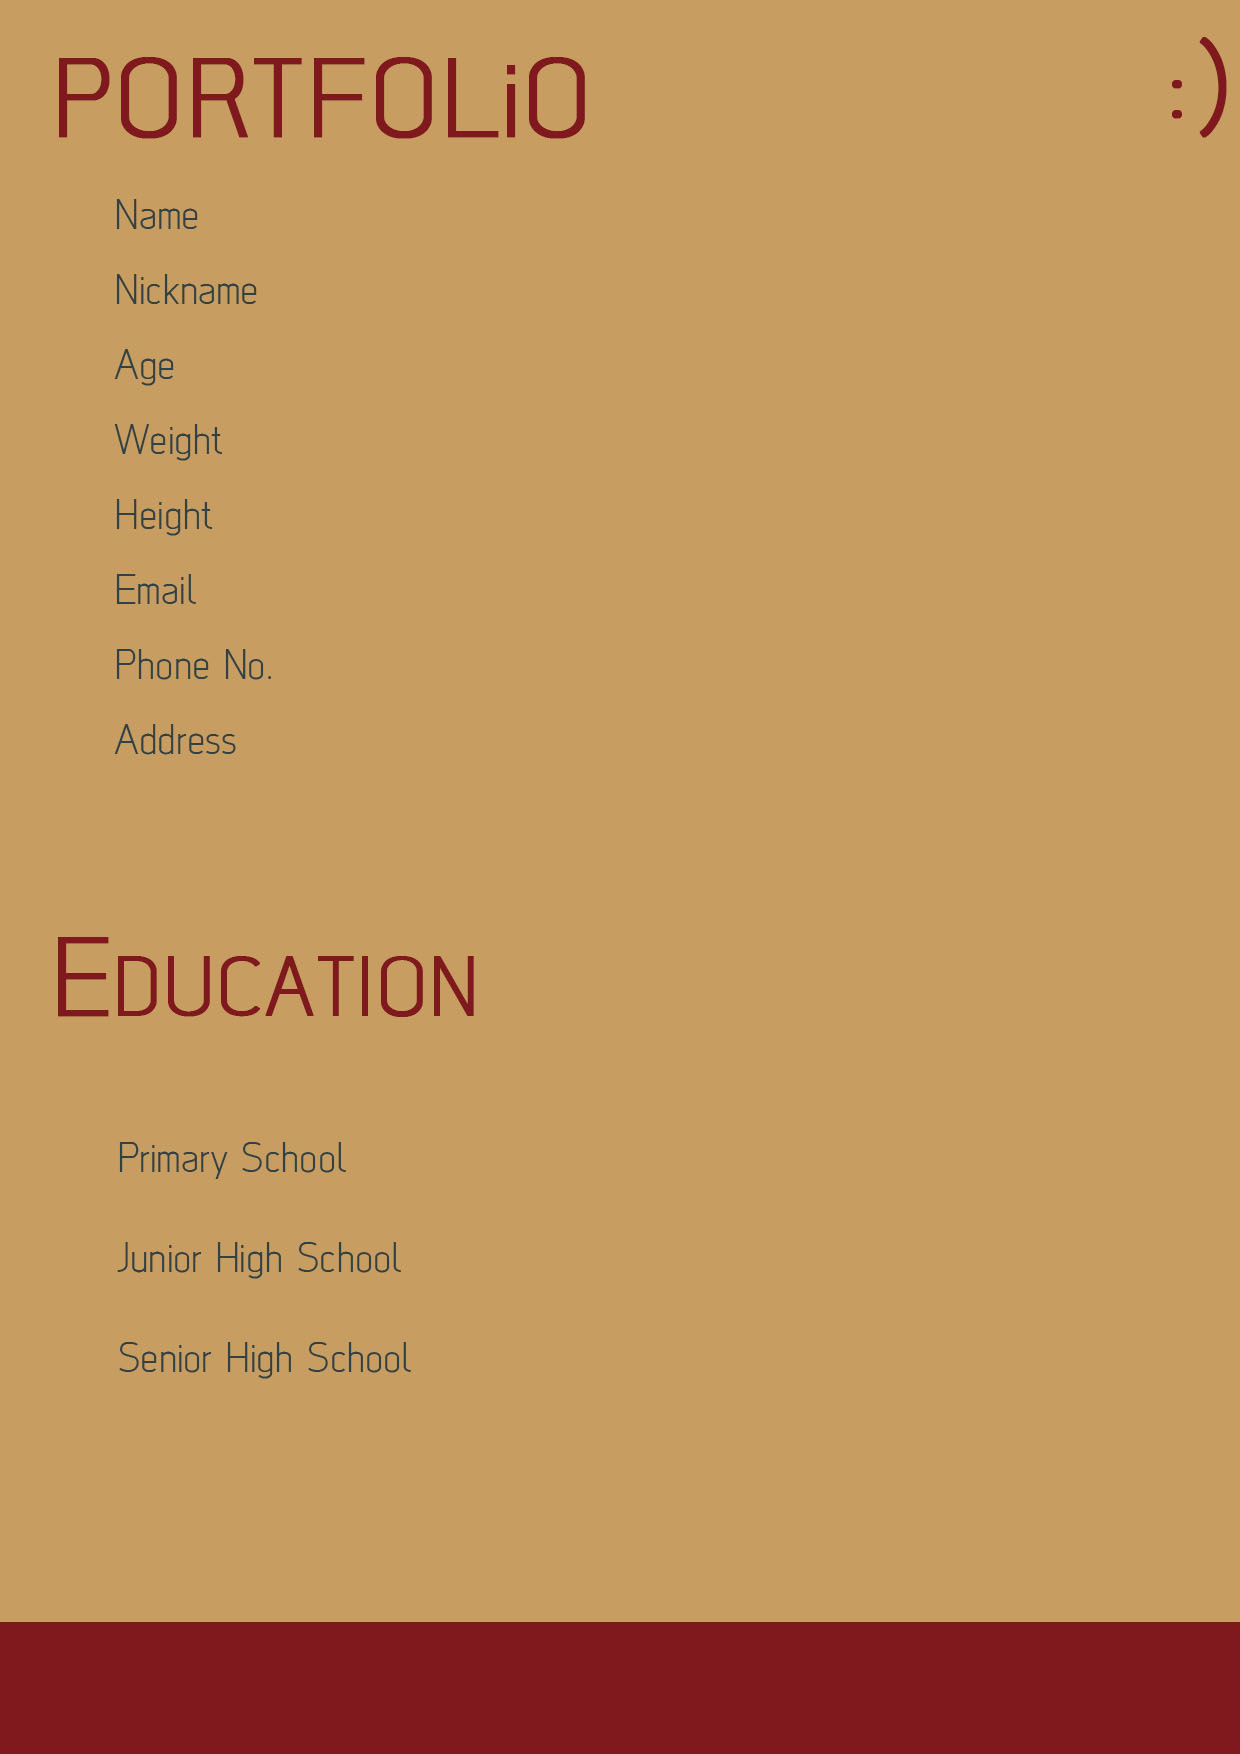 PORTFOLiO :)
Name
Nickname
Age
Weight
Height
Email
Phone No.
Address
EDUCATION
Primary School
Junior High School
Senior High School